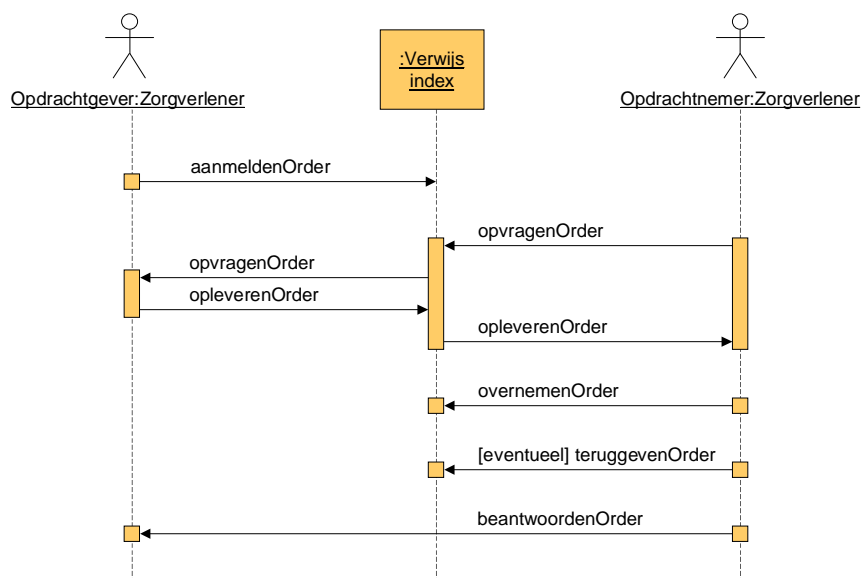 :Verwijs
index
Opdrachtgever:Zorgverlener
Opdrachtnemer:Zorgverlener
aanmeldenOrder
opvragenOrder
opvragenOrder
opleverenOrder
opleverenOrder
overnemenOrder
[eventueel] teruggevenOrder
beantwoordenOrder